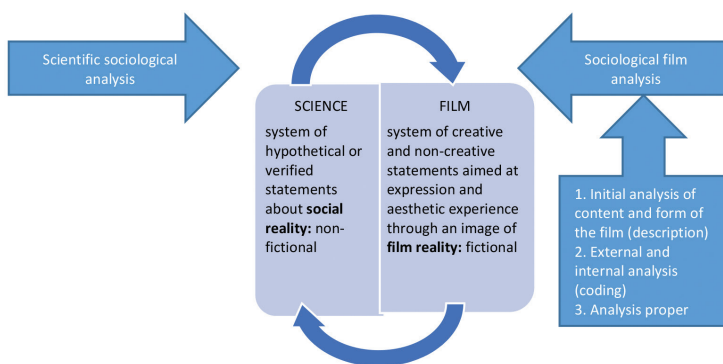 Scientific sociological
analysis
SCIENCE
system of
hypothetical or
verified
statements
about social
reality: non-
fictional
FILM
system of creative
and non-creative
statements aimed at
expression and
aesthetic experience
through an image of
film reality: fictional
Sociological film
analysis
1. Initial analysis of
content and form of
the film (description)
2. External and
internal analysis
(coding)
3. Analysis proper